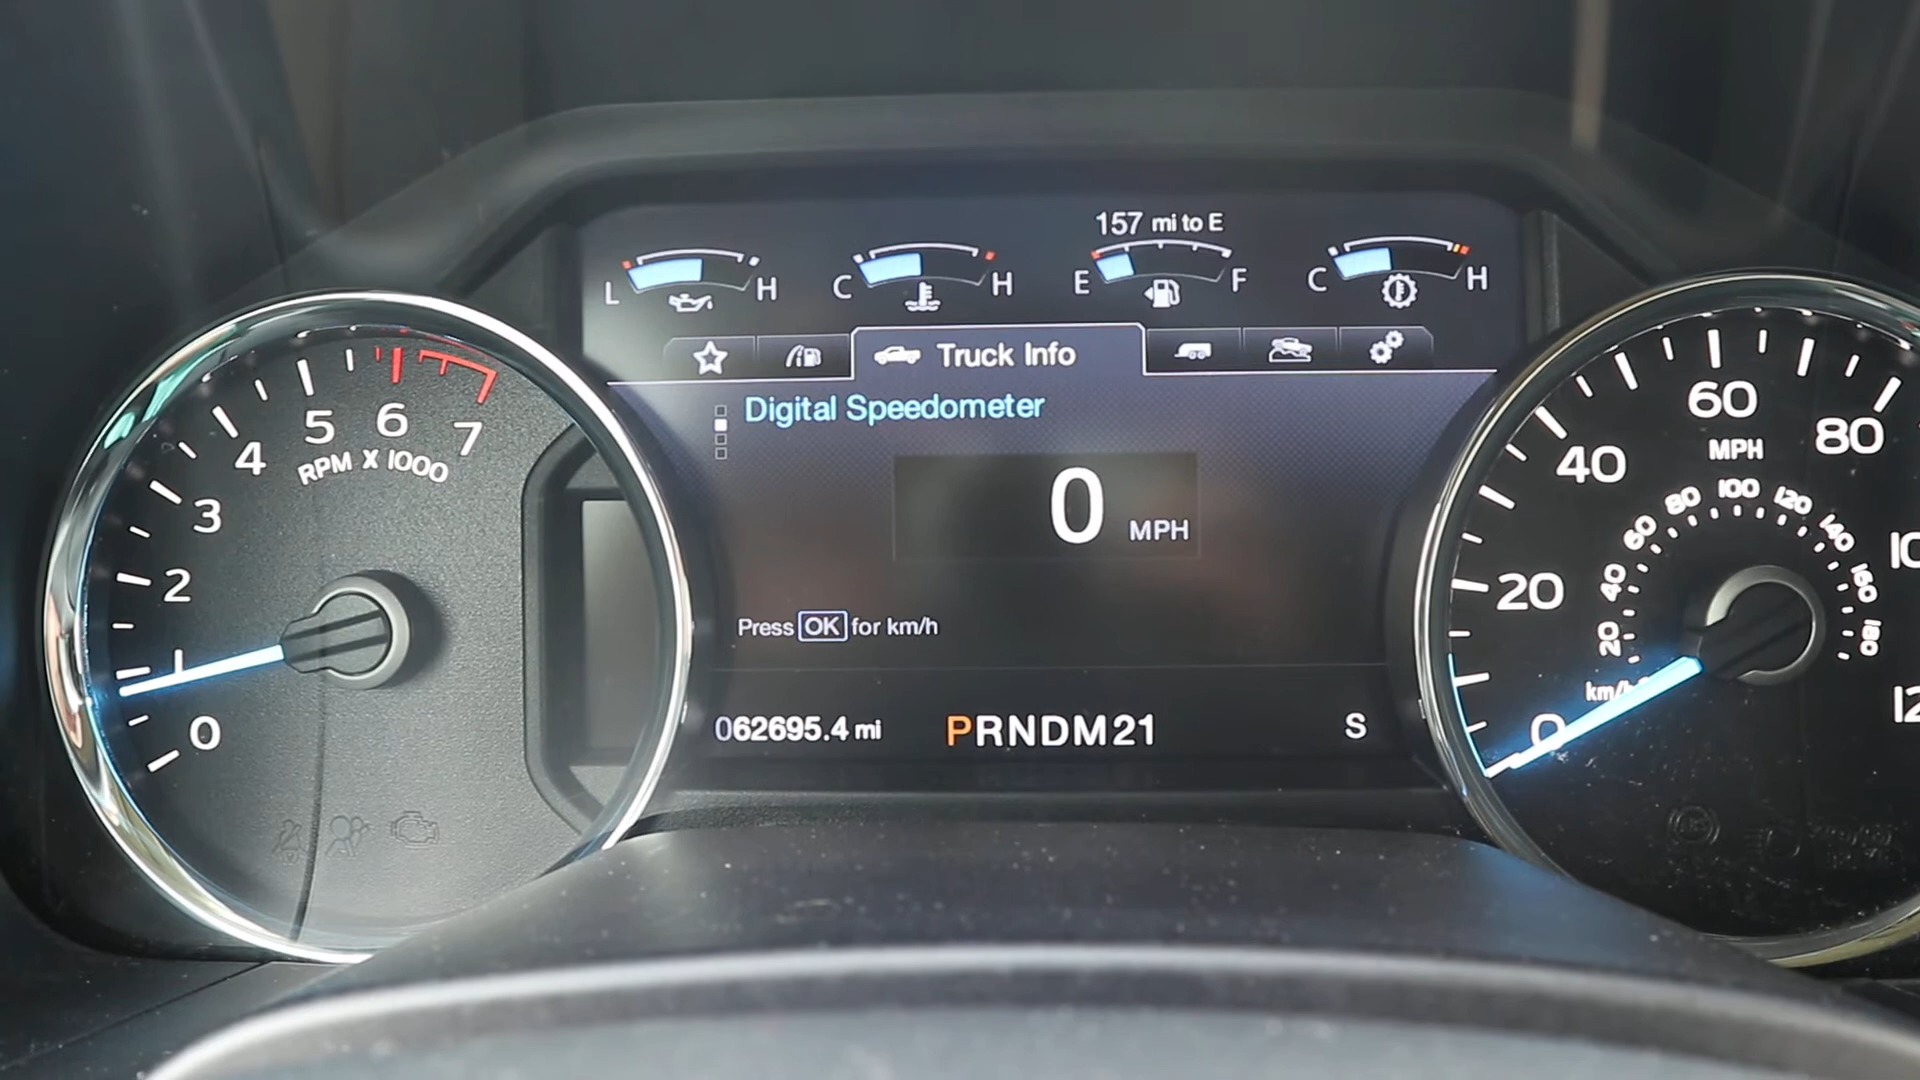 157 mi to E
L H C H E F C H
Truck Info
Digital Speedometer
0 MPH
Press OK for km/h
062695.4 mi PRNDM21 S
0 1 2 3 4 5 6 7
RPM X 1000
0 20 40 60 80
MPH
20 40 60 80 100 120 140 160 180
km/h